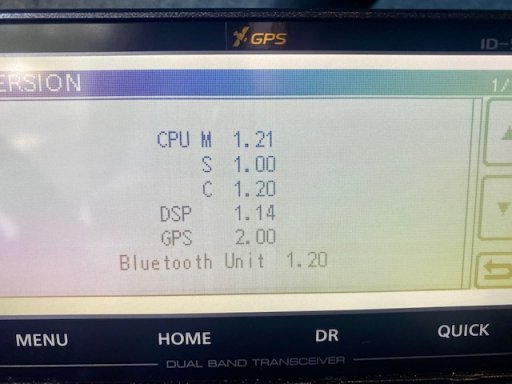 GPS
ID-
ERSION
1/
CPU M 1.21
S 1.00
C 1.20
DSP 1.14
GPS 2.00
Bluetooth Unit 1.20
MENU HOME DR QUICK
DUAL BAND TRANSCEIVER